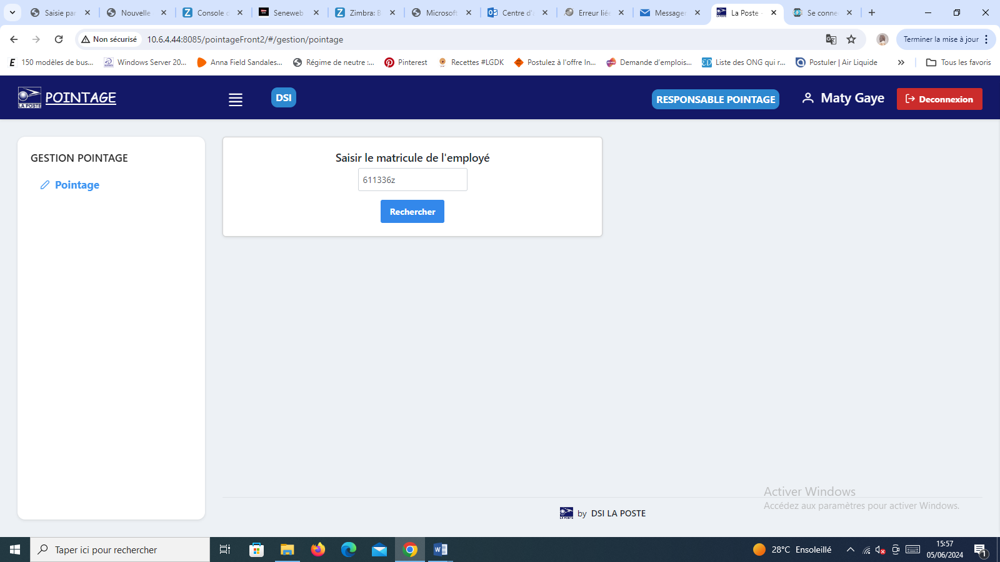 Saisie par
Nouvelle
Console d
Seneweb
Zimbra: B
Microsoft
Centre d'a
Erreur liée
Message
La Poste -
Se conne
Non sécurisé
10.6.4.44:8085/pointageFront2/#/gestion/pointage
Terminer la mise à jour
150 modèles de bus...
Windows Server 20...
Anna Field Sandales...
Régime de neutre :...
Pinterest
Recettes #LGDK
Postulez à l'offre In...
Demande d'emplois...
Liste des ONG qui r...
Postuler | Air Liquide
Tous les favoris
LA POSTE
POINTAGE
DSI
RESPONSABLE POINTAGE
Maty Gaye
Deconnexion
GESTION POINTAGE
Pointage
Saisir le matricule de l'employé
611336z
Rechercher
Activer Windows
Accédez aux paramètres pour activer Windows.
LA POSTE
by DSI LA POSTE
Taper ici pour rechercher
28°C Ensoleillé
15:57
05/06/2024
1